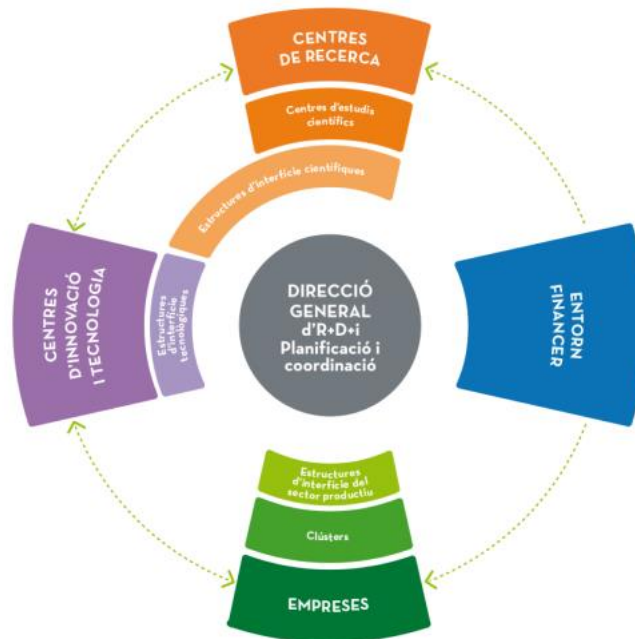 CENTRES
DE RECERCA
Centres d'estudis
científics
Estructures d'interfície científiques
CENTRES
D'INNOVACIÓ
I TECNOLOGIA
Estructures
d'interfície
tecnològiques
DIRECCIÓ
GENERAL
d'R+D+i
Planificació i
coordinació
ENTORN
FINANCER
Estructures
d'interfície del
sector productiu
Clústers
EMPRESES